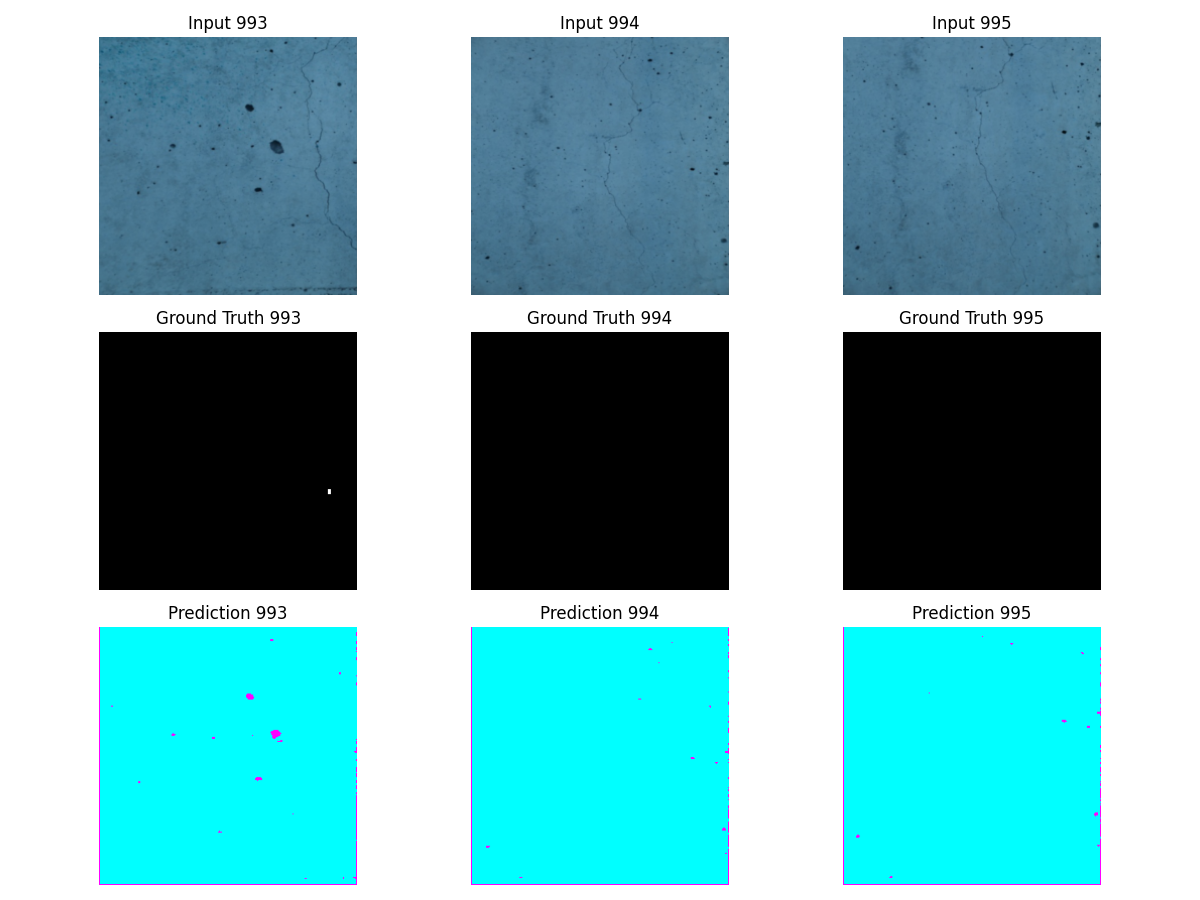 Input 993
Input 994
Input 995
Ground Truth 993
Ground Truth 994
Ground Truth 995
Prediction 993
Prediction 994
Prediction 995